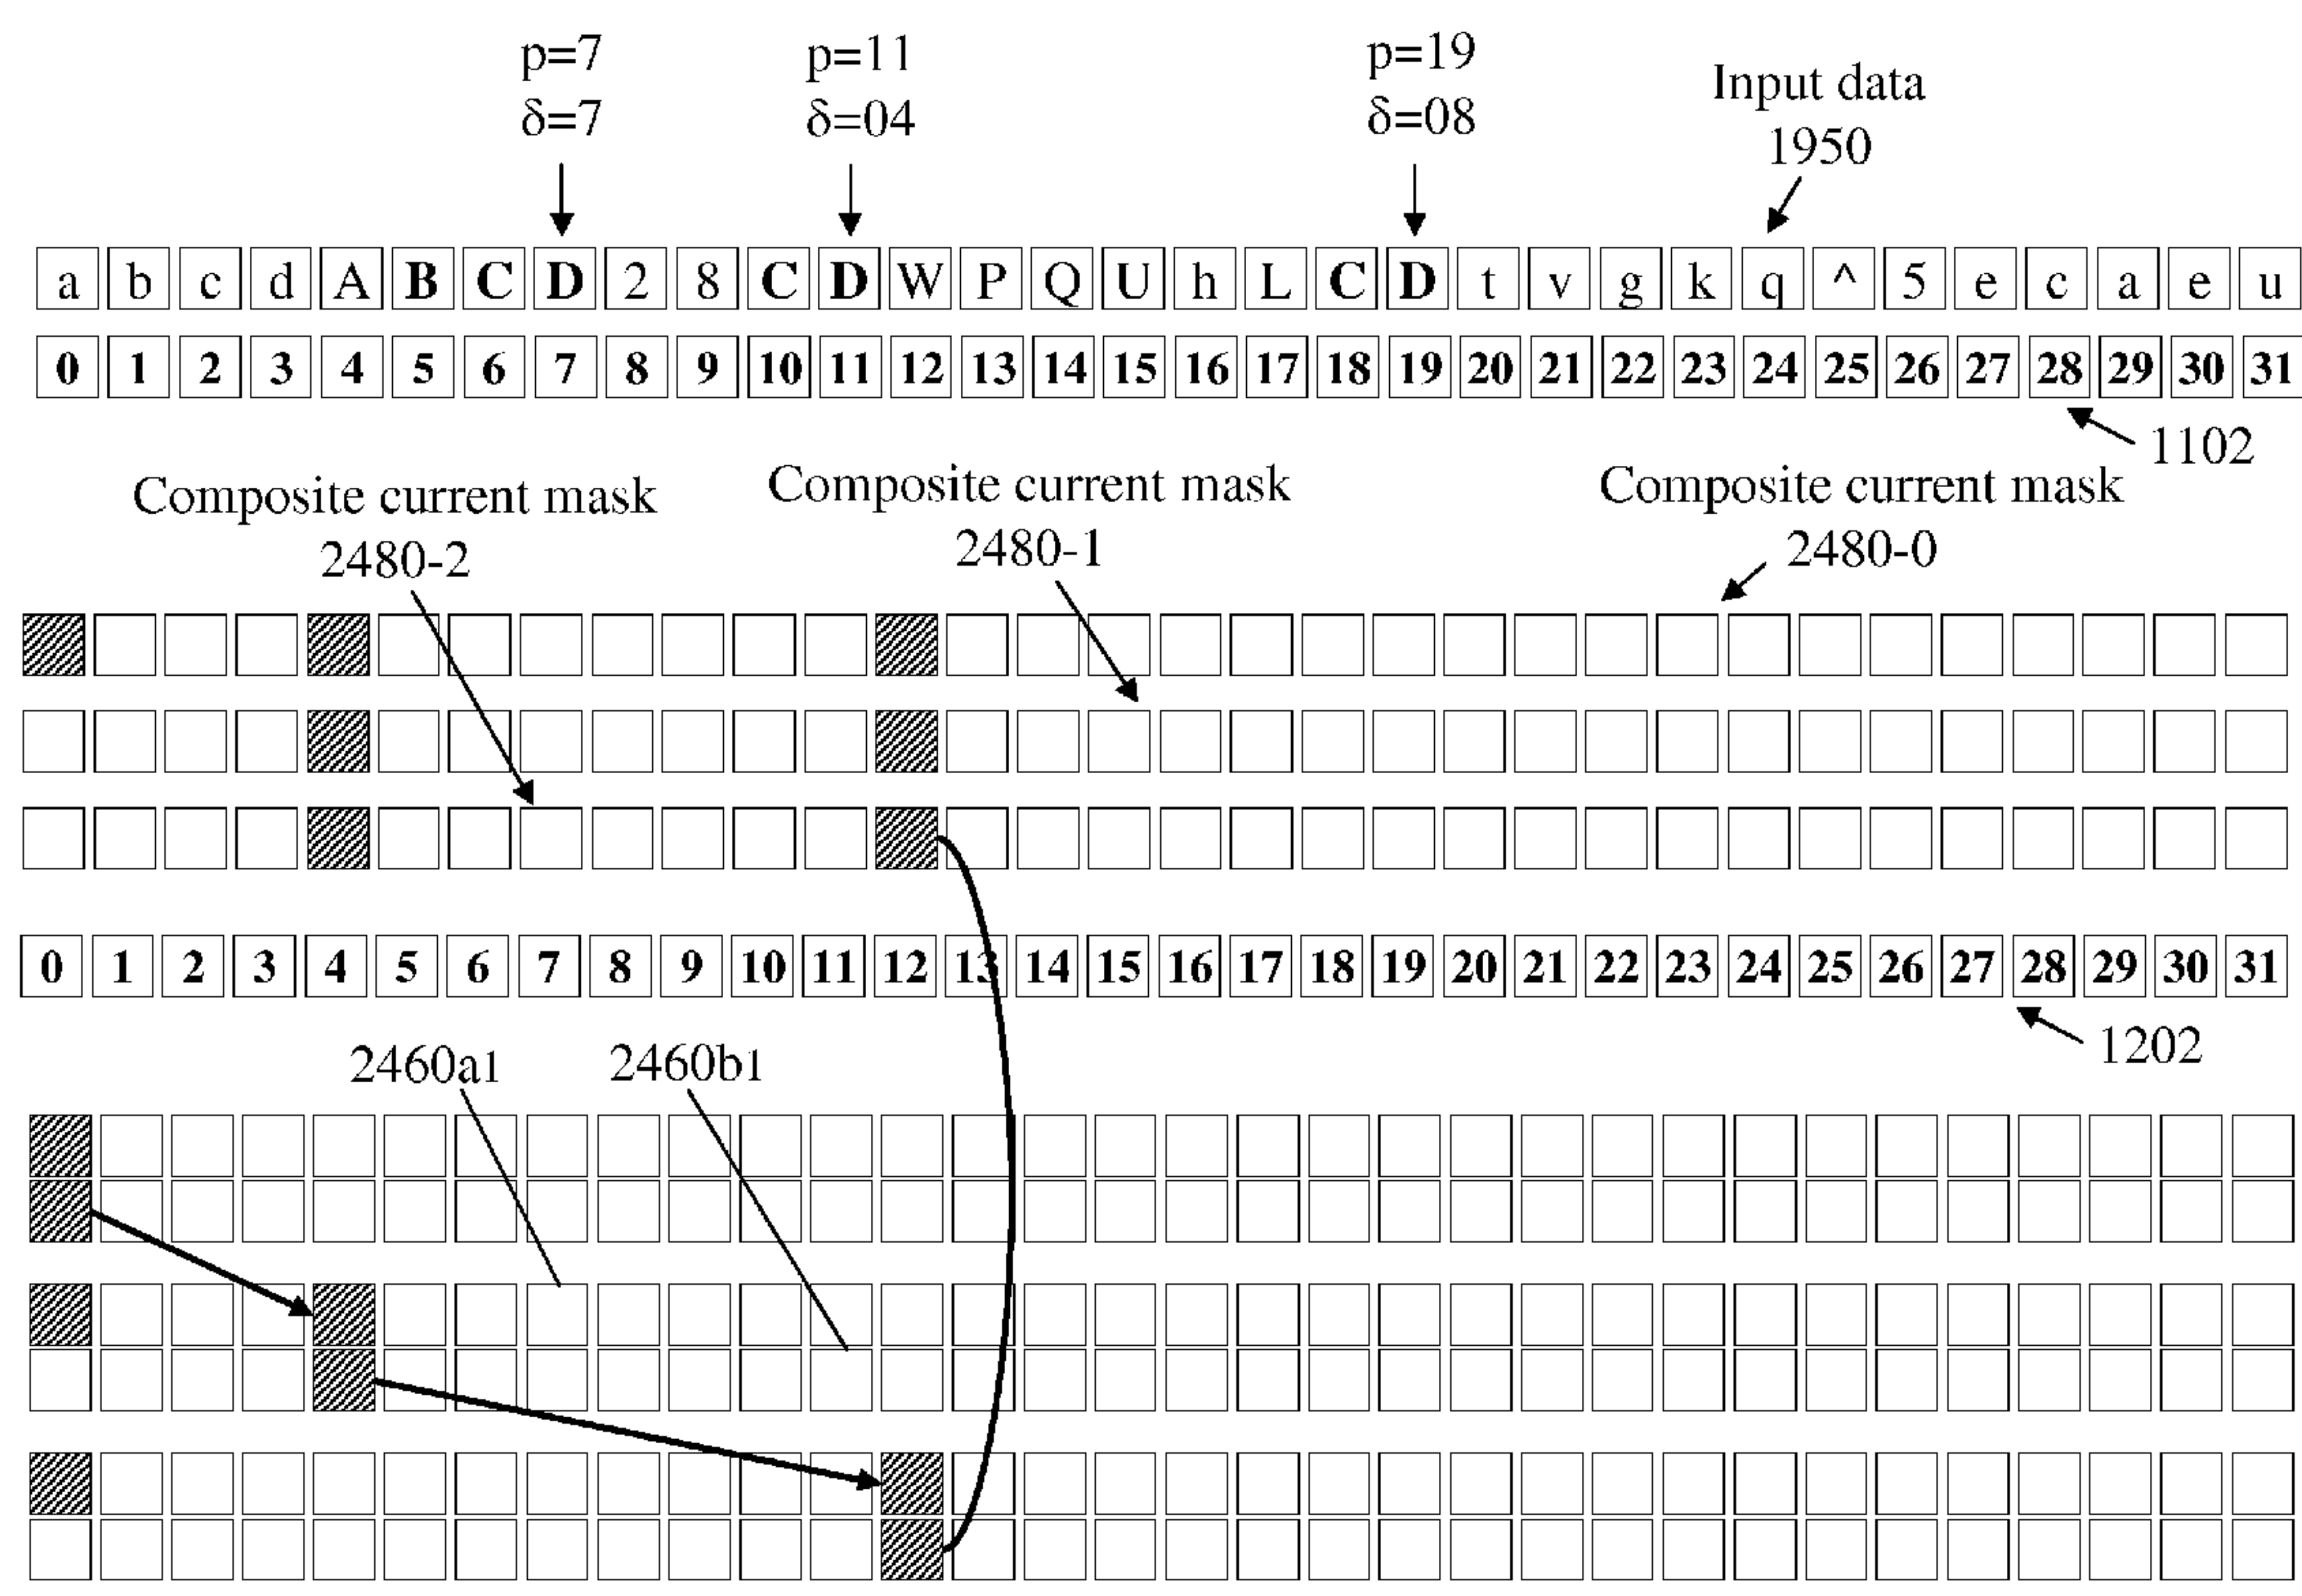 p=7 p=11 p=19
δ=7 δ=04 δ=08
Input data
1950
a b c d A B C D 2 8 C D W P Q U h L C D t v g k q ^ 5 e c a e u
0 1 2 3 4 5 6 7 8 9 10 11 12 13 14 15 16 17 18 19 20 21 22 23 24 25 26 27 28 29 30 31
1102
Composite current mask
2480-2
Composite current mask
2480-1
Composite current mask
2480-0
0 1 2 3 4 5 6 7 8 9 10 11 12 13 14 15 16 17 18 19 20 21 22 23 24 25 26 27 28 29 30 31
1202
2460a1 2460b1